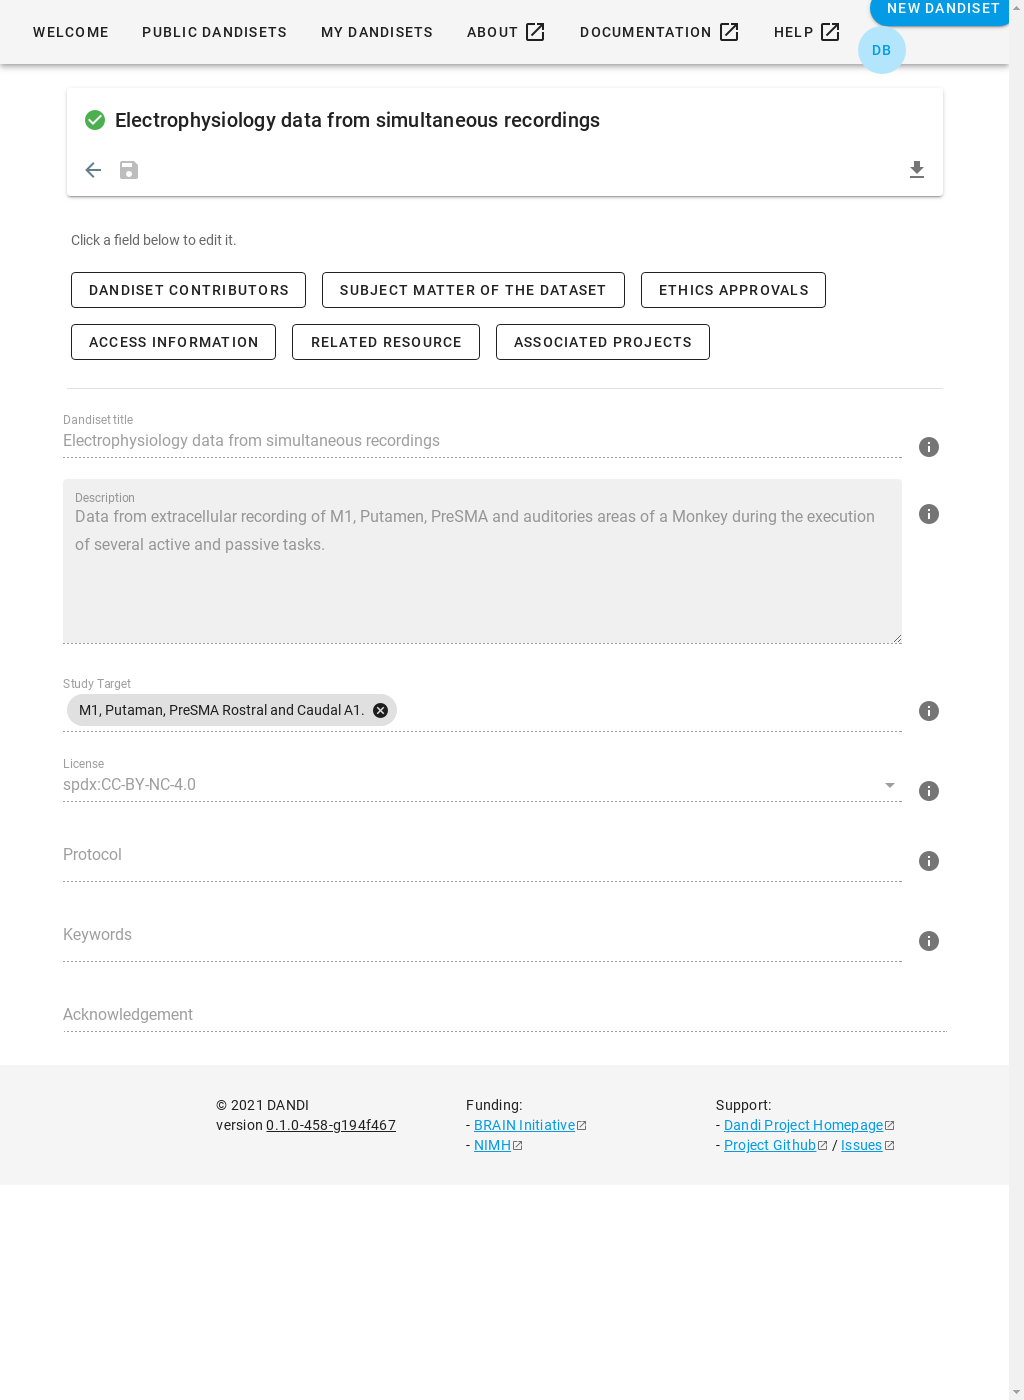 WELCOME PUBLIC DANDISETS MY DANDISETS ABOUT DOCUMENTATION HELP NEW DANDISET
DB
Electrophysiology data from simultaneous recordings
Click a field below to edit it.
DANDISET CONTRIBUTORS SUBJECT MATTER OF THE DATASET ETHICS APPROVALS
ACCESS INFORMATION RELATED RESOURCE ASSOCIATED PROJECTS
Dandiset title
Electrophysiology data from simultaneous recordings
Description
Data from extracellular recording of M1, Putamen, PreSMA and auditories areas of a Monkey during the execution
of several active and passive tasks.
Study Target
M1, Putaman, PreSMA Rostral and Caudal A1.
License
spdx:CC-BY-NC-4.0
Protocol
Keywords
Acknowledgement
© 2021 DANDI
version 0.1.0-458-g194f467
Funding:
- BRAIN Initiative
- NIMH
Support:
- Dandi Project Homepage
- Project Github / Issues